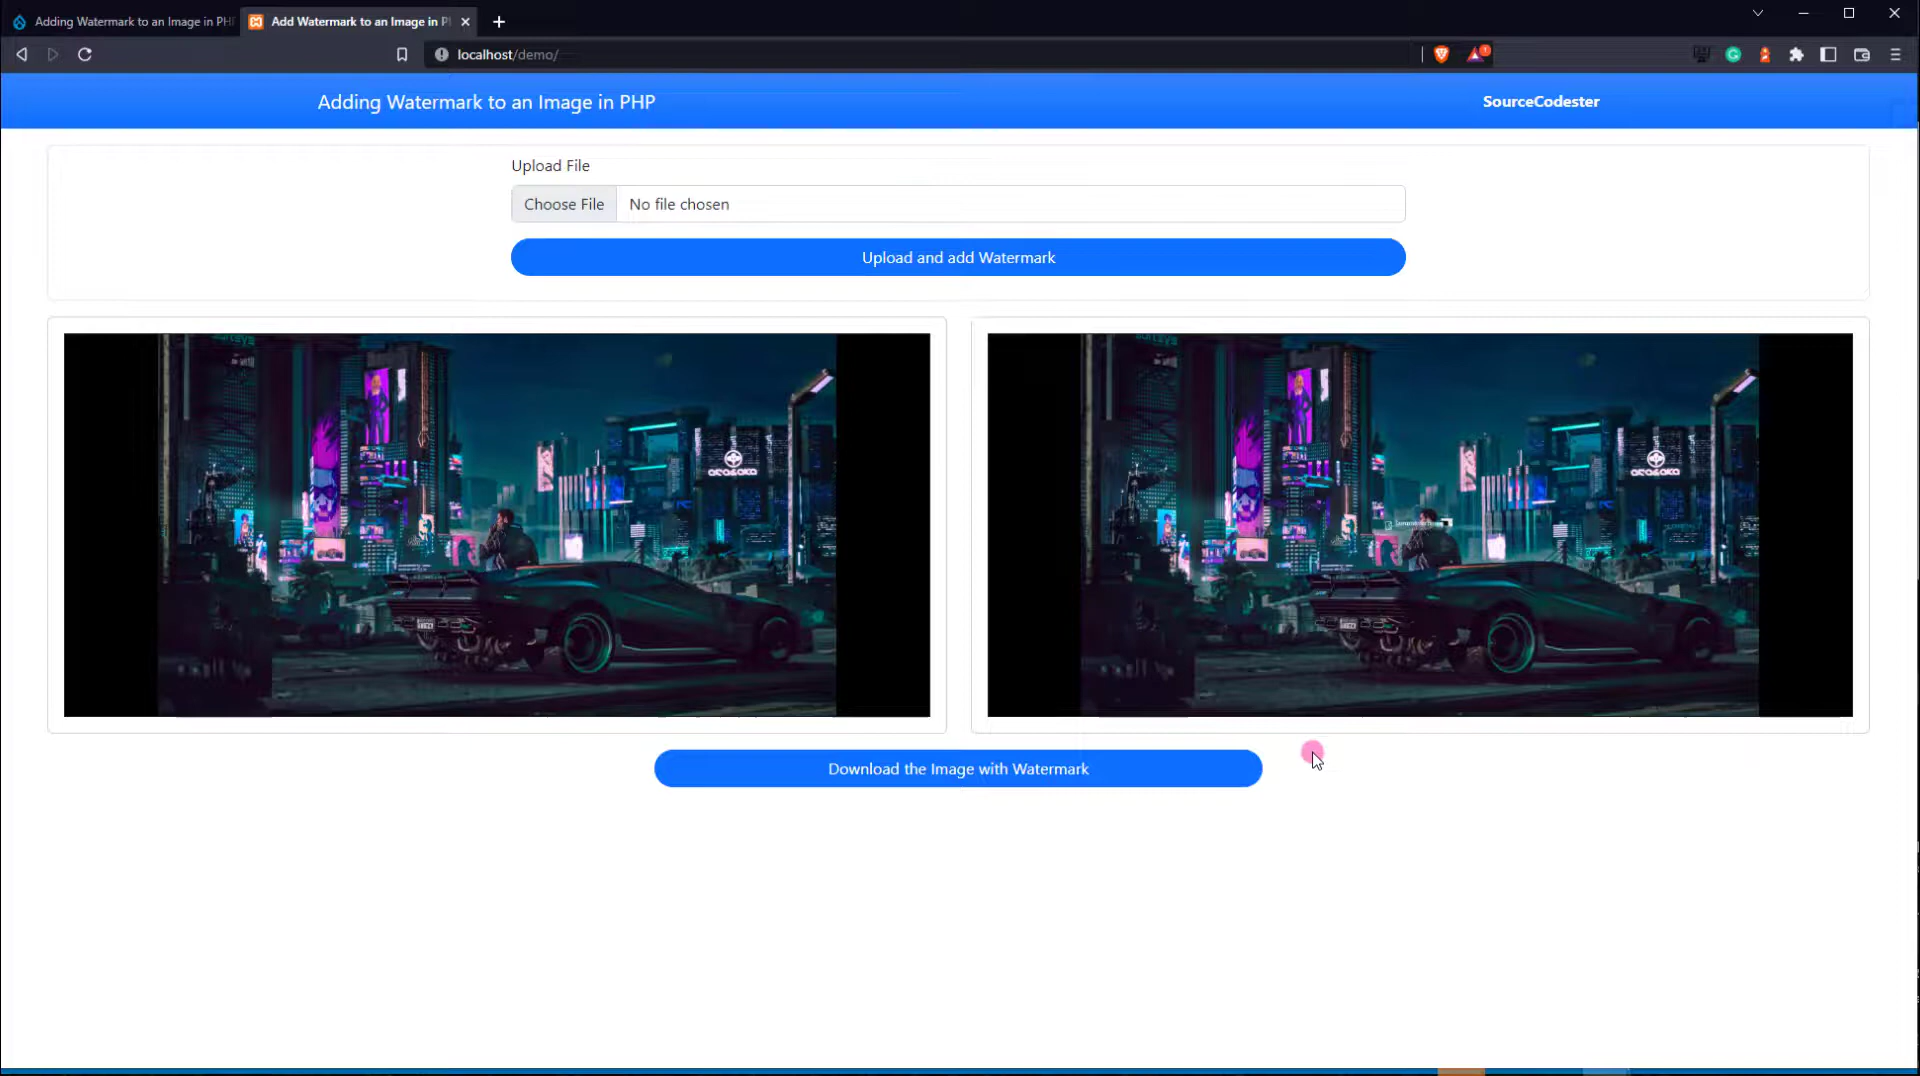 Adding Watermark to an Image in PH
Add Watermark to an Image in P
localhost/demo/
Adding Watermark to an Image in PHP
SourceCodester
Upload File
Choose File
No file chosen
Upload and add Watermark
Download the Image with Watermark